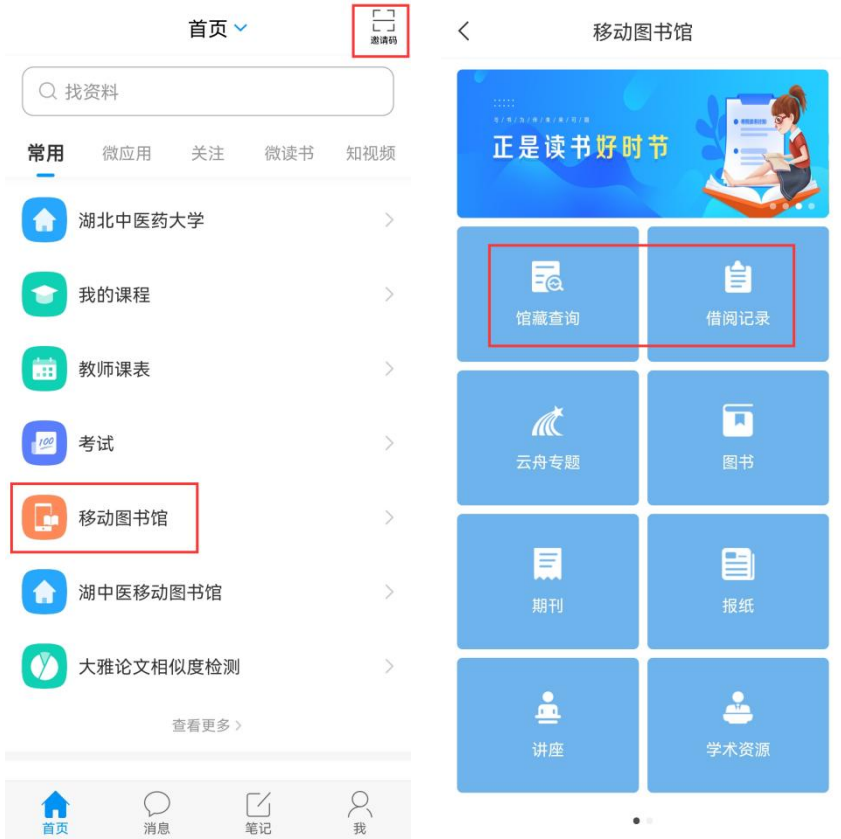 首页
邀请码
找资料
常用 微应用 关注 微读书 知视频
湖北中医药大学
我的课程
教师课表
100
考试
移动图书馆
湖中医移动图书馆
大雅论文相似度检测
查看更多
首页 消息 笔记 我
移动图书馆
正是读书好时节
馆藏查询 借阅记录
云舟专题 图书
期刊 报纸
讲座 学术资源